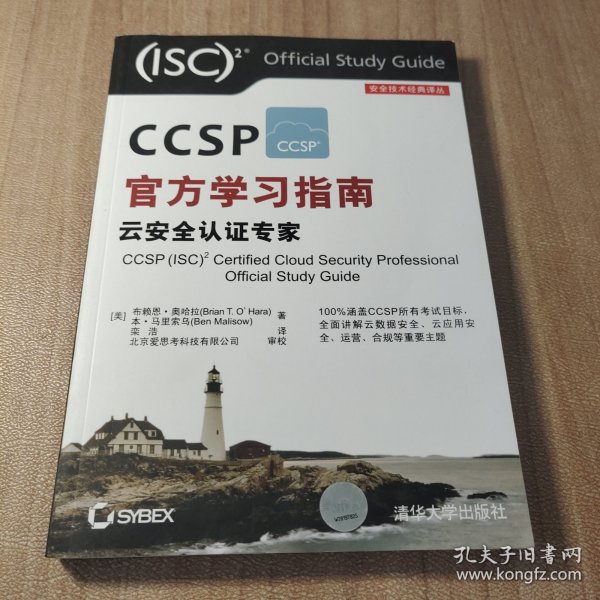 (ISC)²® Official Study Guide
安全技术经典译丛
CCSP
CCSP®
官方学习指南
云安全认证专家
CCSP (ISC)² Certified Cloud Security Professional
Official Study Guide
[美] 布赖恩·奥哈拉(Brian T. O' Hara) 著
本·马里索乌(Ben Malisow)
栾浩 译
北京爱思考科技有限公司 审校
100%涵盖CCSP所有考试目标，
全面讲解云数据安全、云应用安
全、运营、合规等重要主题
SYBEX
清华大学出版社
孔夫子旧书网
www.kongfz.com